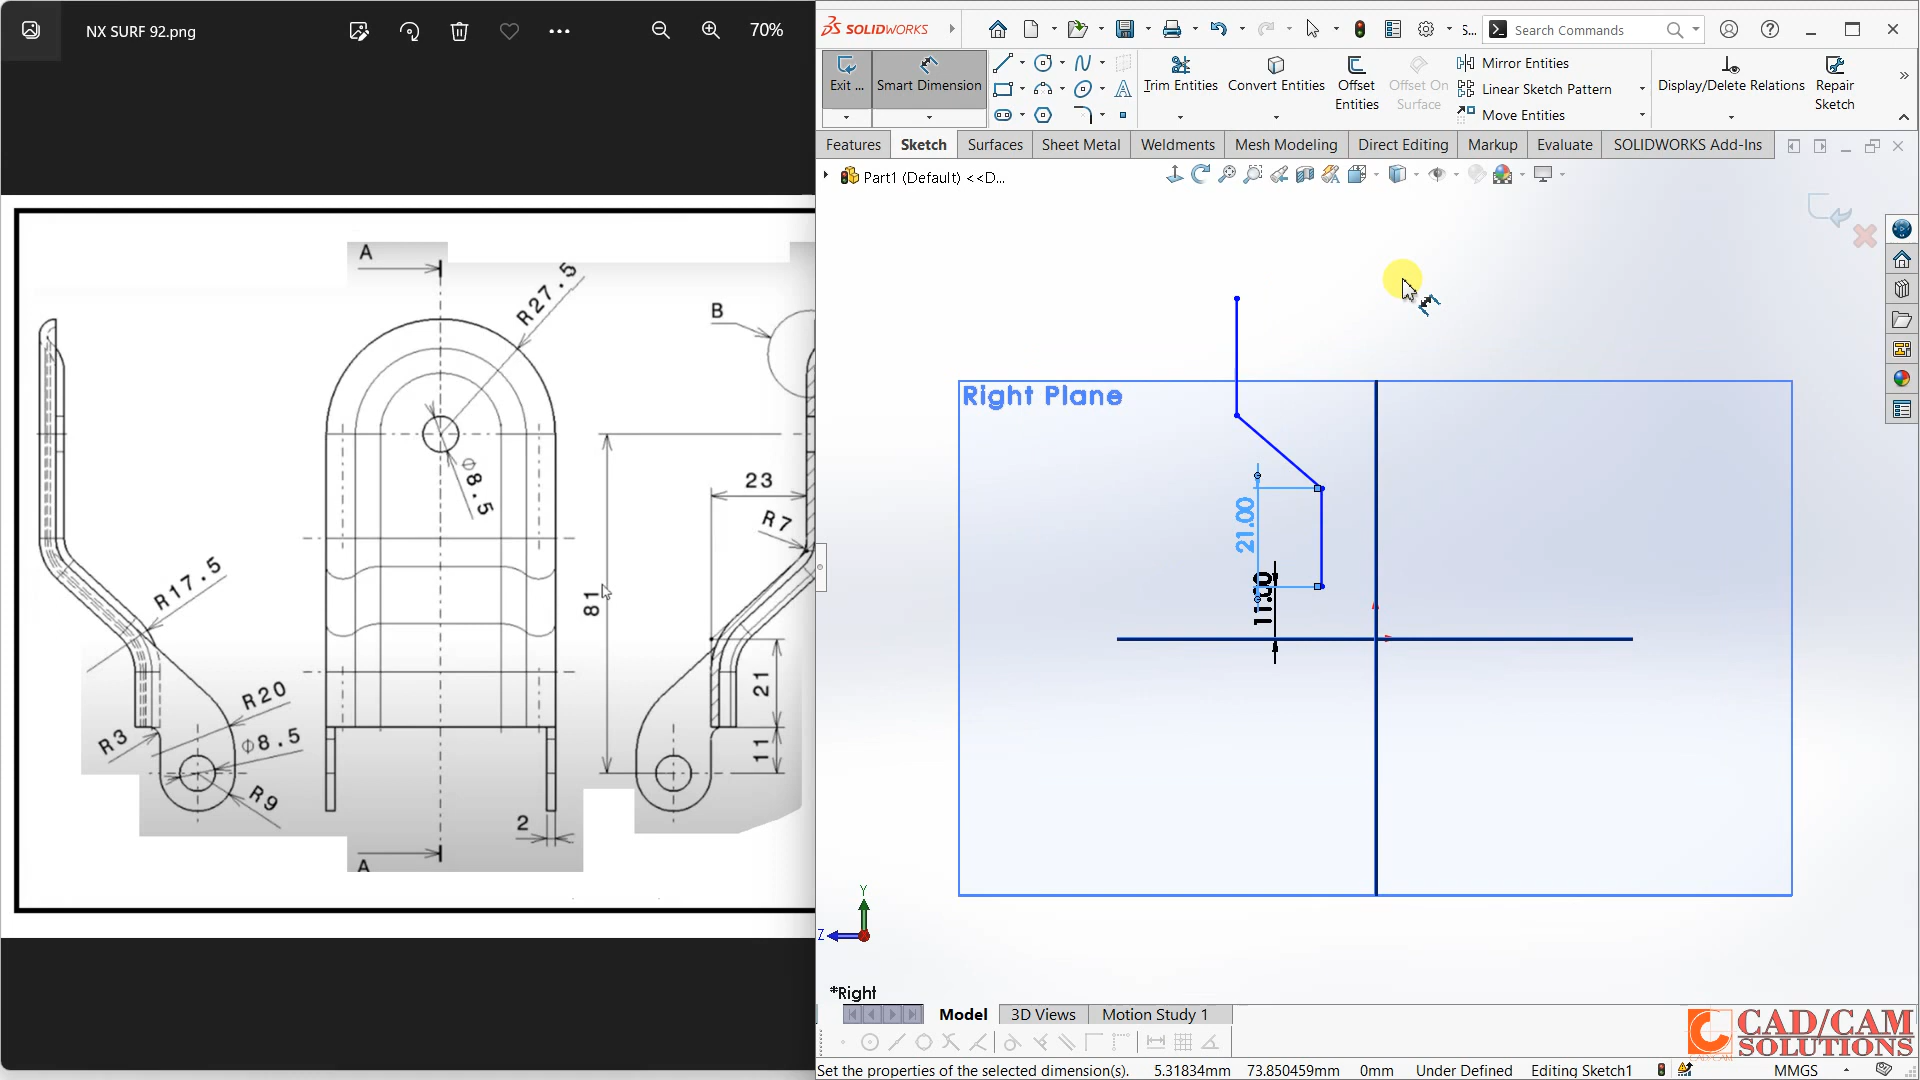 NX SURF 92.png
70%
A
R27.5
B
Ø8.5
23
R7
R17.5
81
R20
R3
Ø8.5
21
11
R9
2
A
SOLIDWORKS
S...
Search Commands
Exit ...
Smart Dimension
Trim Entities
Convert Entities
Offset Entities
Offset On Surface
Mirror Entities
Linear Sketch Pattern
Move Entities
Display/Delete Relations
Repair Sketch
Features
Sketch
Surfaces
Sheet Metal
Weldments
Mesh Modeling
Direct Editing
Markup
Evaluate
SOLIDWORKS Add-Ins
Part1 (Default) <<D...
Right Plane
21.00
11.00
Y
Z
*Right
Model
3D Views
Motion Study 1
CAD/CAM
SOLUTIONS
Set the properties of the selected dimension(s).
5.31834mm
73.850459mm
0mm
Under Defined
Editing Sketch1
MMGS